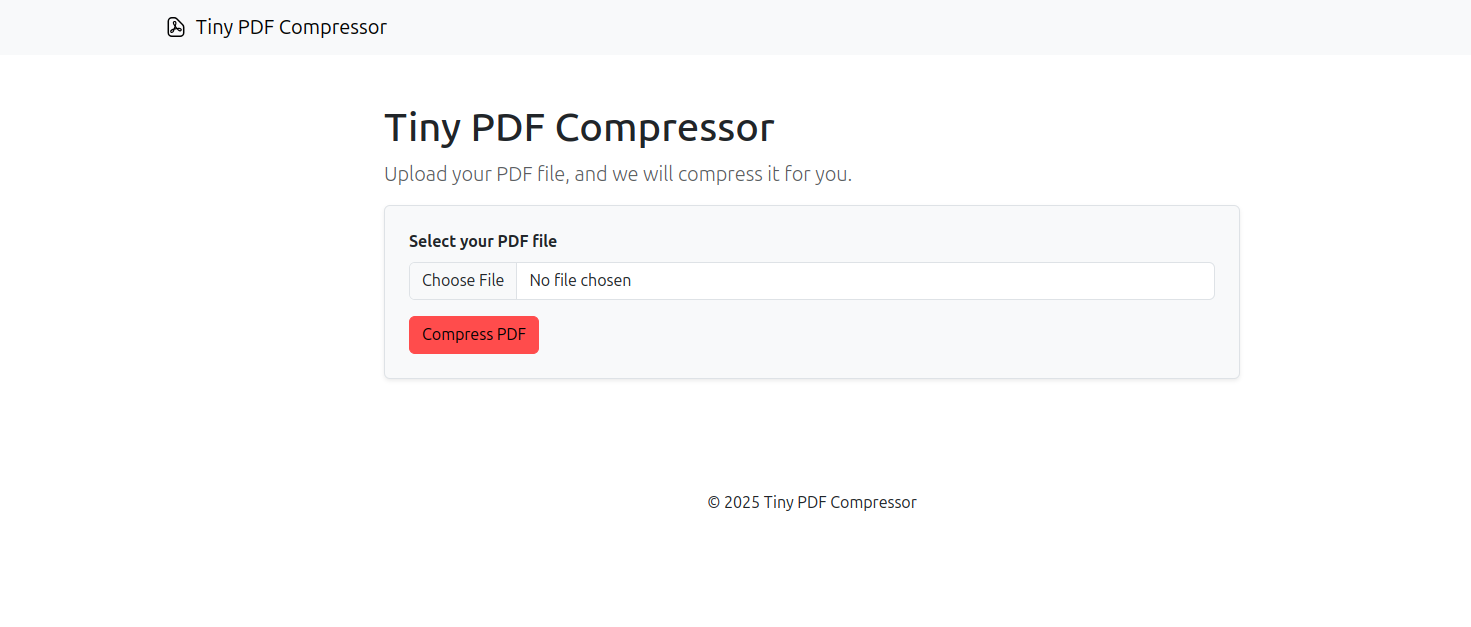 Tiny PDF Compressor
Tiny PDF Compressor
Upload your PDF file, and we will compress it for you.
Select your PDF file
Choose File No file chosen
Compress PDF
© 2025 Tiny PDF Compressor